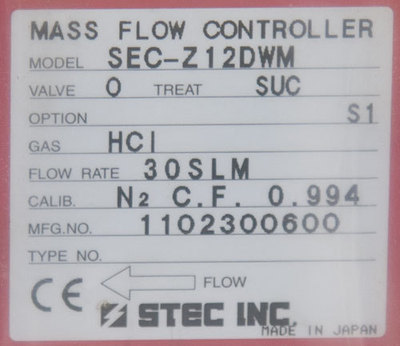 MASS FLOW CONTROLLER
MODEL SEC-Z12DWM
VALVE O TREAT SUC
OPTION S1
GAS HCl
FLOW RATE 30SLM
CALIB. N2 C.F. 0.994
MFG.NO. 1102300600
TYPE NO.
CE FLOW
STEC INC.
MADE IN JAPAN